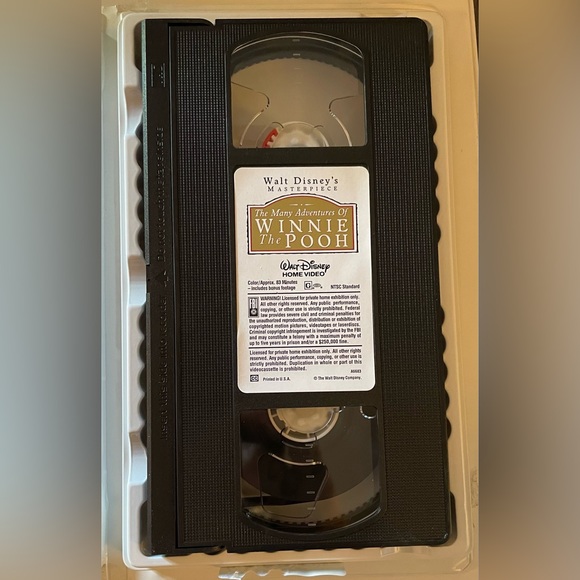 Walt Disney's
MASTERPIECE
The Many Adventures Of
WINNIE
The POOH
WALT DISNEY
HOME VIDEO
Color/Approx. 83 Minutes
– includes bonus footage
G
NTSC Standard
WARNING! Licensed for private home exhibition only.
All other rights reserved. Any public performance,
copying, or other use is strictly prohibited. Federal
law provides severe civil and criminal penalties for
the unauthorized reproduction, distribution or exhibition of
copyrighted motion pictures, videotapes or laserdiscs.
Criminal copyright infringement is investigated by the FBI
and may constitute a felony with a maximum penalty of
up to five years in prison and/or a $250,000 fine.
Licensed for private home exhibition only. All other rights
reserved. Any public performance, copying, or other use is
strictly prohibited. Duplication in whole or part of this
videocassette is prohibited.
CC
Printed in U.S.A.
© The Walt Disney Company.